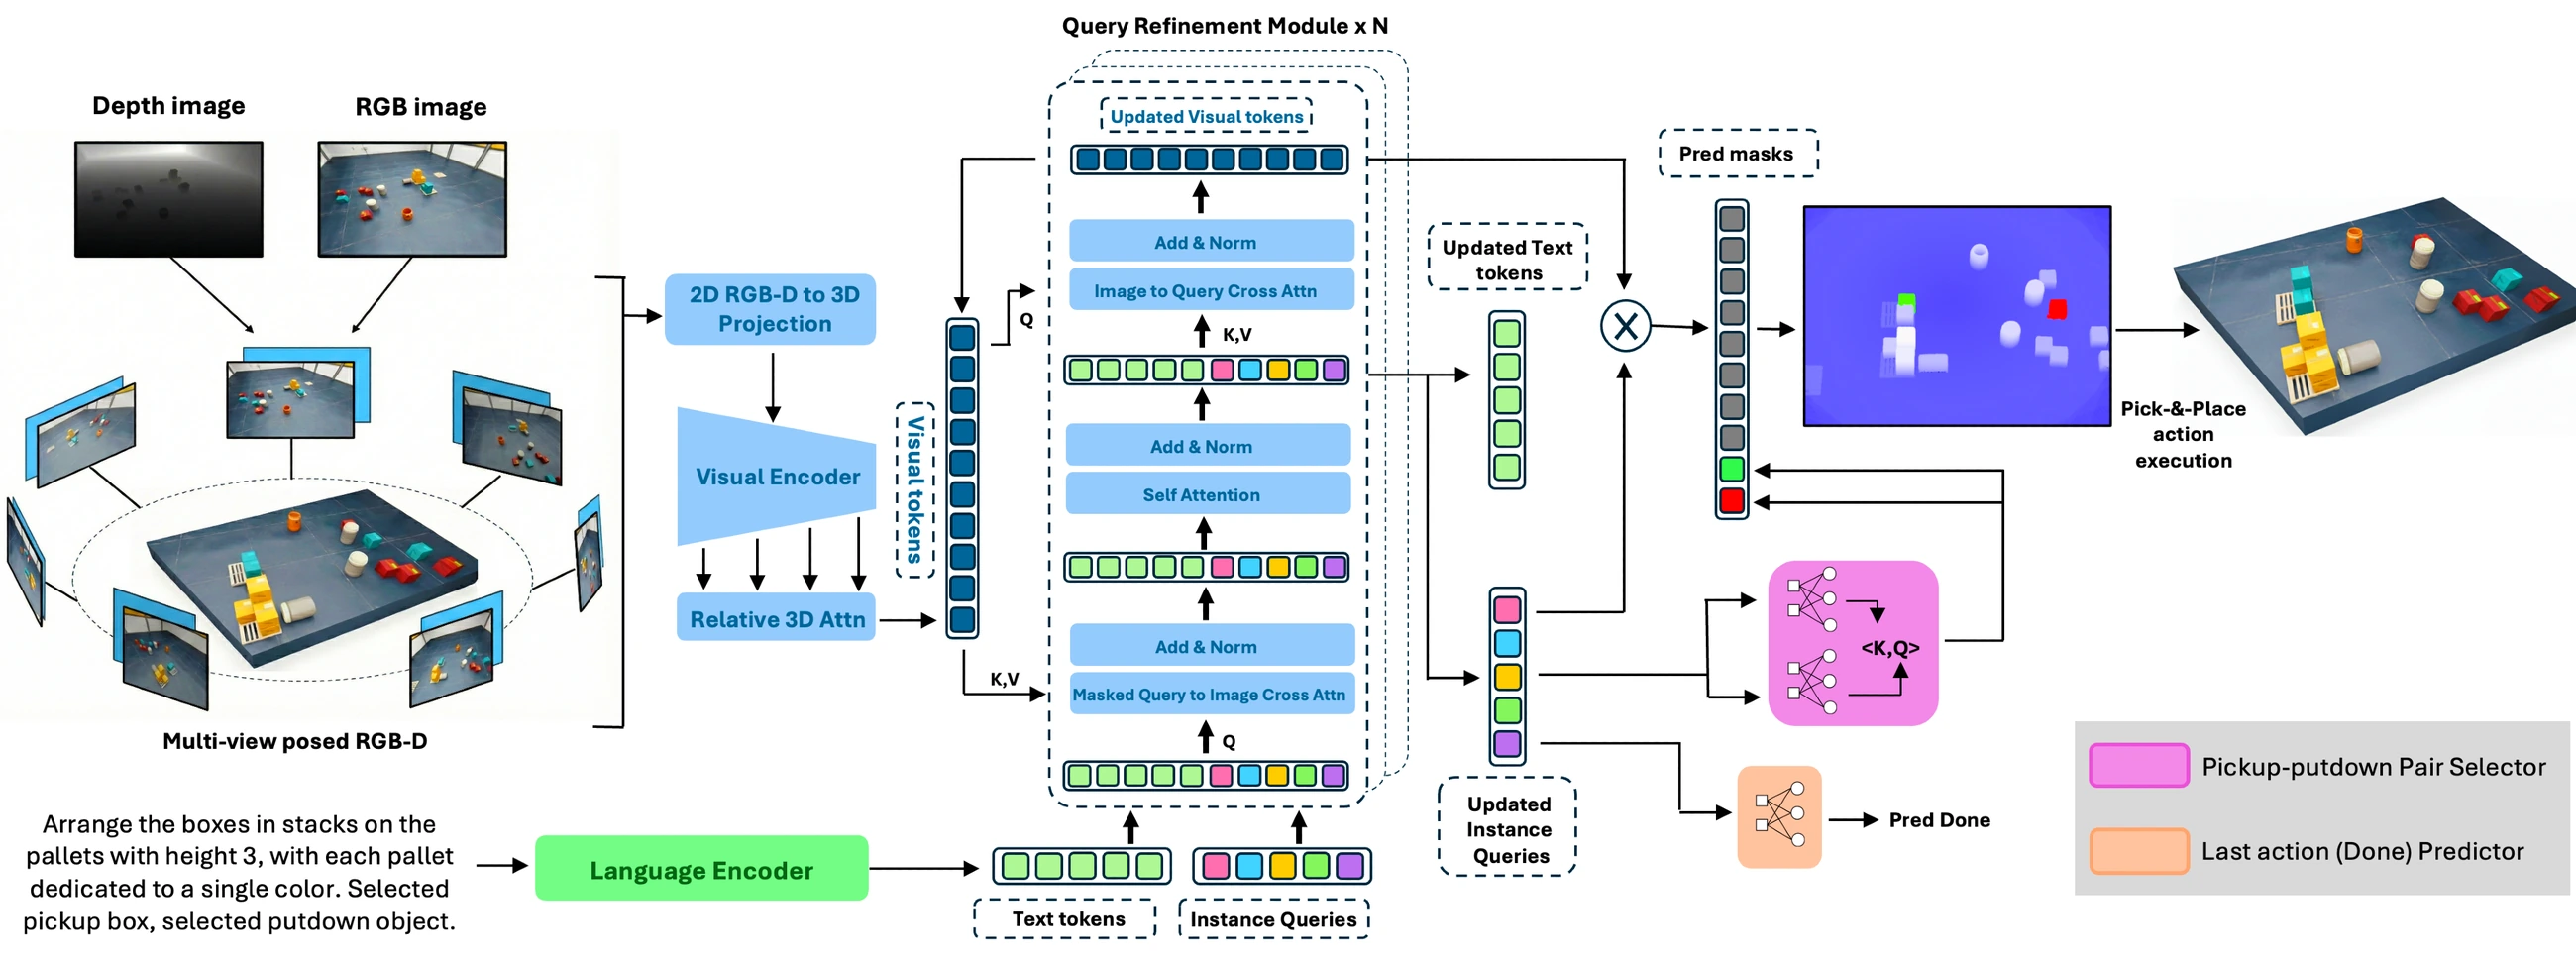 Query Refinement Module x N
Depth image
RGB image
Multi-view posed RGB-D
Arrange the boxes in stacks on the
pallets with height 3, with each pallet
dedicated to a single color. Selected
pickup box, selected putdown object.
2D RGB-D to 3D
Projection
Visual Encoder
Relative 3D Attn
Language Encoder
Visual tokens
Q
K,V
Updated Visual tokens
Add & Norm
Image to Query Cross Attn
K,V
Add & Norm
Self Attention
Add & Norm
Masked Query to Image Cross Attn
Q
Text tokens
Instance Queries
Updated Text
tokens
Updated
Instance
Queries
X
Pred masks
<K,Q>
Pred Done
Pick-&-Place
action
execution
Pickup-putdown Pair Selector
Last action (Done) Predictor